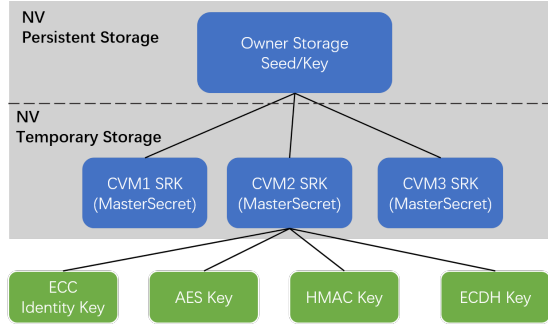 NV
Persistent Storage
Owner Storage
Seed/Key
NV
Temporary Storage
CVM1 SRK
(MasterSecret)
CVM2 SRK
(MasterSecret)
CVM3 SRK
(MasterSecret)
ECC
Identity Key
AES Key
HMAC Key
ECDH Key